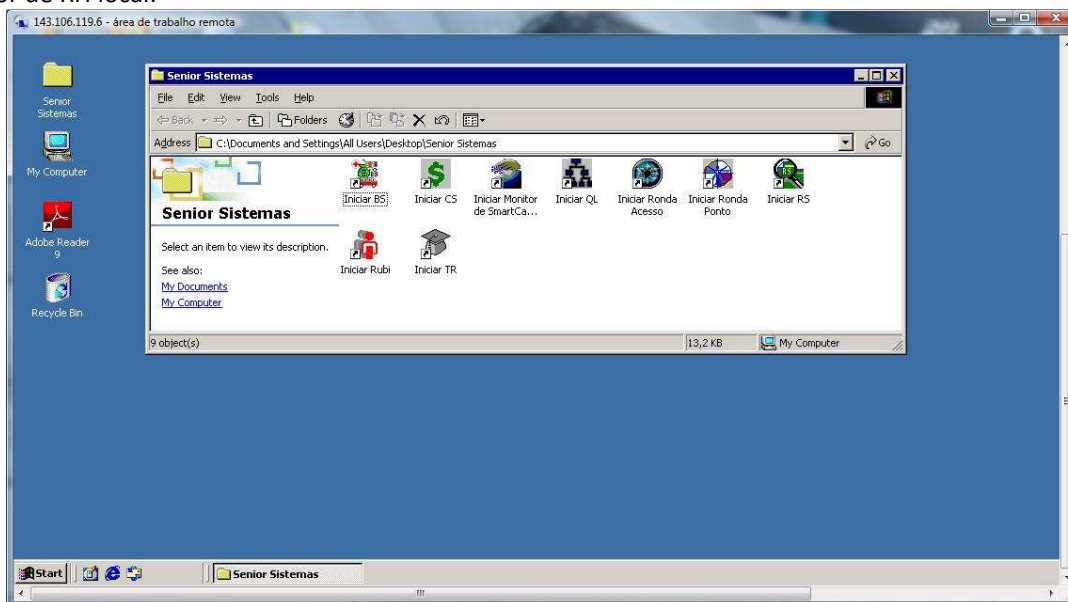 143.106.119.6 - área de trabalho remota
Senior Sistemas
My Computer
Adobe Reader 9
Recycle Bin
Senior Sistemas
File Edit View Tools Help
Back Folders
Address C:\Documents and Settings\All Users\Desktop\Senior Sistemas Go
Senior Sistemas
Select an item to view its description.
See also:
My Documents
My Computer
Iniciar BS
Iniciar CS
Iniciar Monitor de SmartCa...
Iniciar QL
Iniciar Ronda Acesso
Iniciar Ronda Ponto
RS
Iniciar RS
Iniciar Rubi
Iniciar TR
9 object(s) 13,2 KB My Computer
Start Senior Sistemas